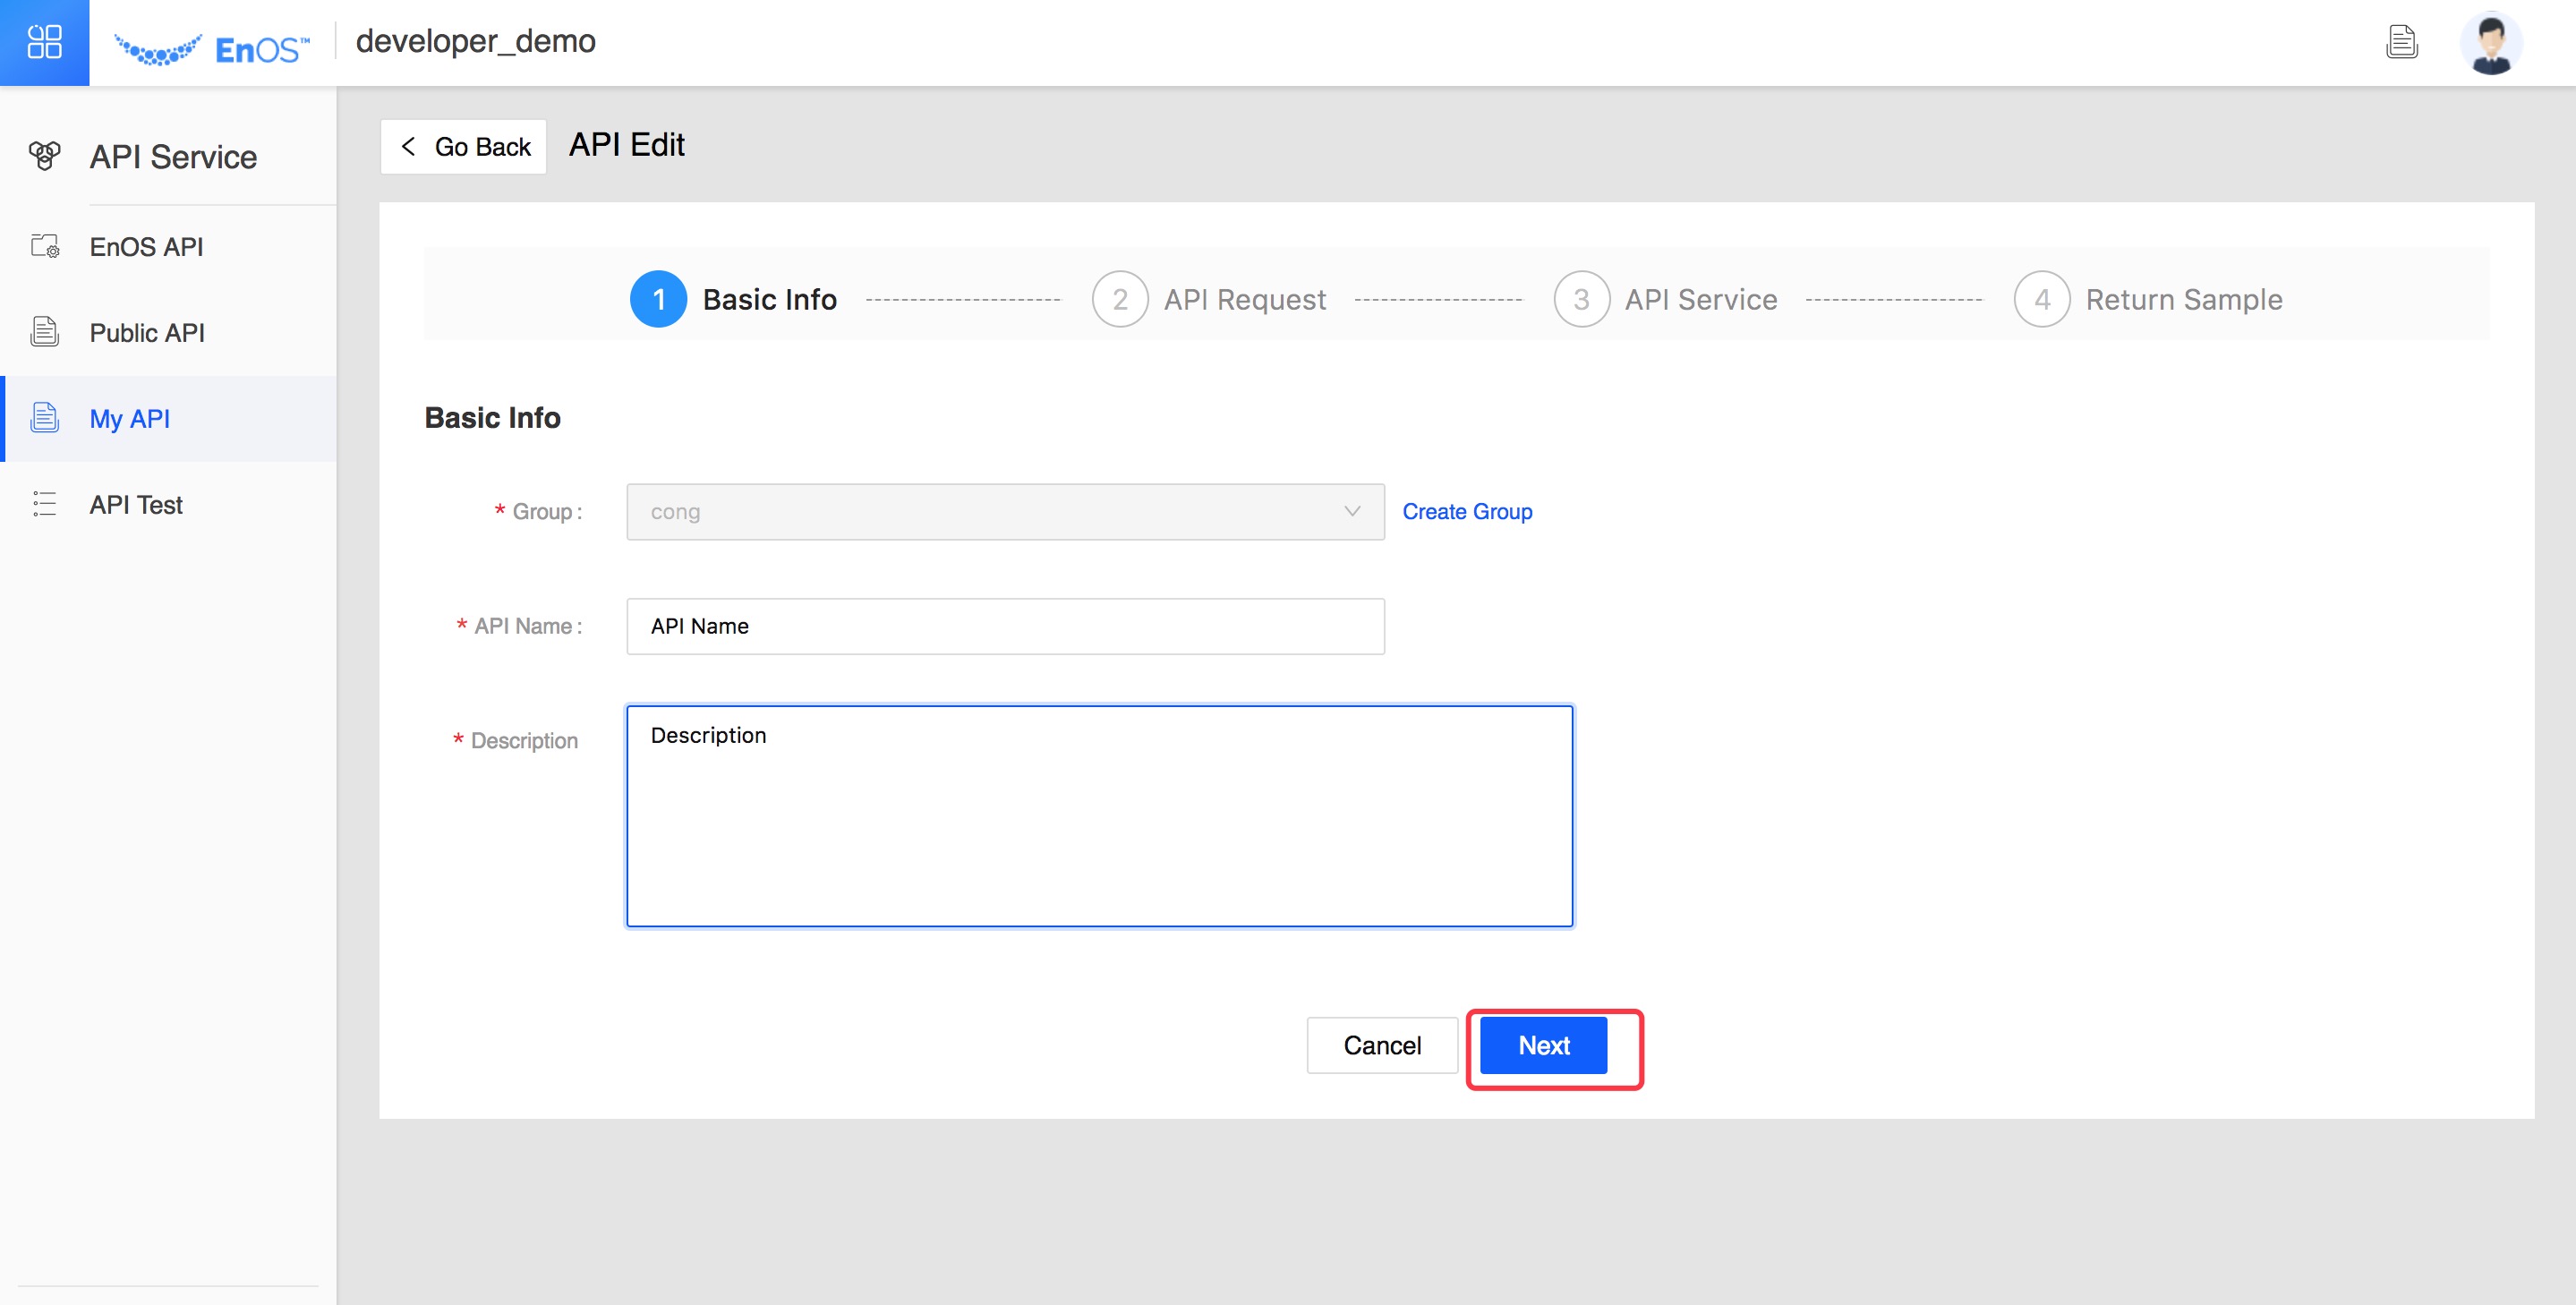 EnOS™ developer_demo
API Service
EnOS API
Public API
My API
API Test
Go Back API Edit
1 Basic Info 2 API Request 3 API Service 4 Return Sample
Basic Info
* Group : cong Create Group
* API Name : API Name
* Description Description
Cancel Next